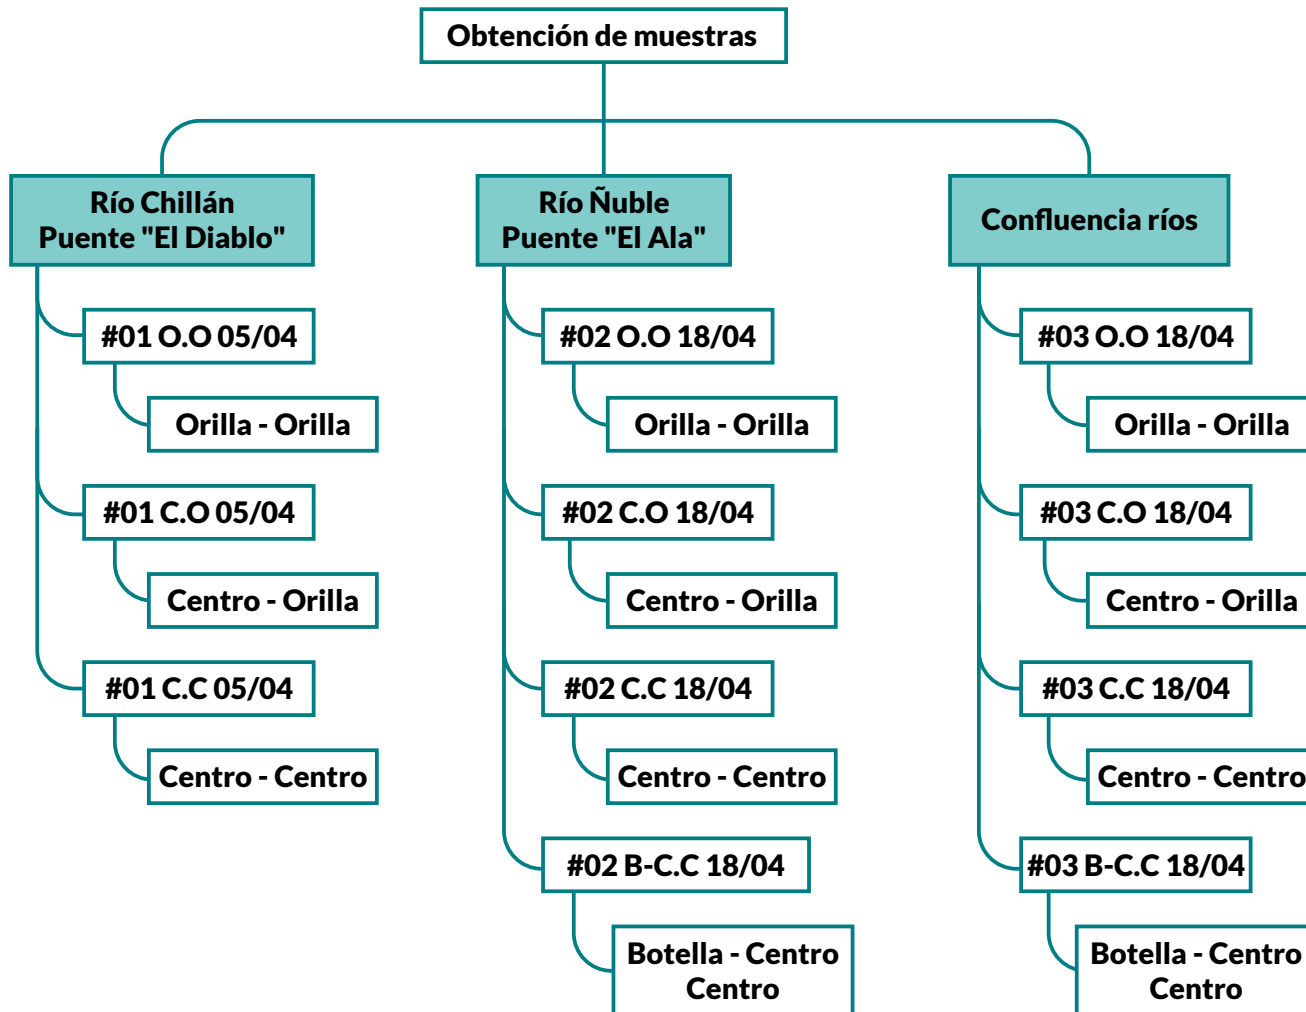 Obtención de muestras
Río Chillán
Puente "El Diablo"
#01 O.O 05/04
Orilla - Orilla
#01 C.O 05/04
Centro - Orilla
#01 C.C 05/04
Centro - Centro
Río Ñuble
Puente "El Ala"
#02 O.O 18/04
Orilla - Orilla
#02 C.O 18/04
Centro - Orilla
#02 C.C 18/04
Centro - Centro
#02 B-C.C 18/04
Botella - Centro
Centro
Confluencia ríos
#03 O.O 18/04
Orilla - Orilla
#03 C.O 18/04
Centro - Orilla
#03 C.C 18/04
Centro - Centro
#03 B-C.C 18/04
Botella - Centro
Centro